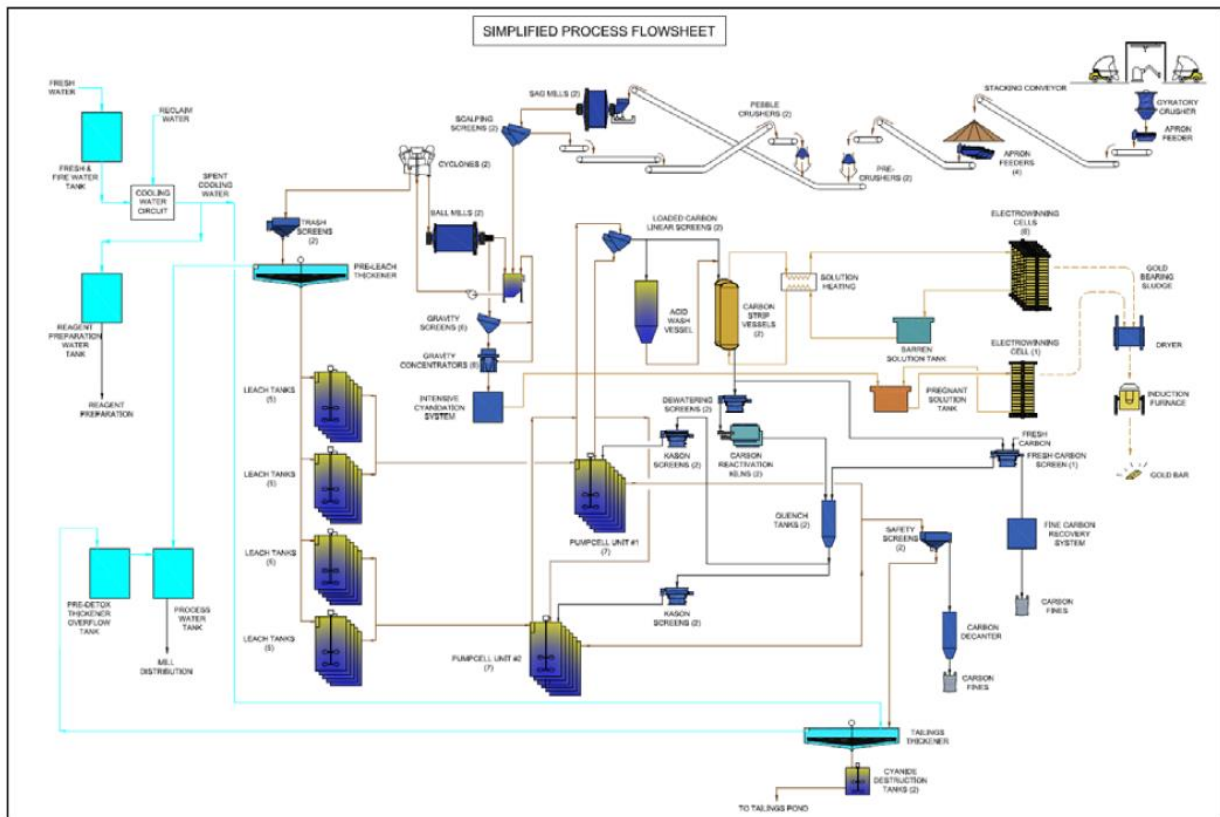 SIMPLIFIED PROCESS FLOWSHEET
FRESH
WATER
RECLAIM
WATER
FRESH &
FIRE WATER
TANK
COOLING
WATER
CIRCUIT
SPENT
COOLING
WATER
REAGENT
PREPARATION
WATER
TANK
REAGENT
PREPARATION
TRASH
SCREENS
(2)
PRE-LEACH
THICKENER
CYCLONES (2)
SCALPING
SCREENS (2)
SAG MILLS (2)
BALL MILLS (2)
GRAVITY
SCREENS (6)
GRAVITY
CONCENTRATORS (6)
INTENSIVE
CYANIDATION
SYSTEM
PEBBLE
CRUSHERS (2)
PRE-
CRUSHERS (2)
APRON
FEEDERS
(4)
STACKING CONVEYOR
GYRATORY
CRUSHER
APRON
FEEDER
LOADED CARBON
LINEAR SCREENS (2)
ACID
WASH
VESSEL
CARBON
STRIP
VESSELS
(2)
SOLUTION
HEATING
BARREN
SOLUTION TANK
ELECTROWINNING
CELLS
(8)
GOLD
BEARING
SLUDGE
DRYER
ELECTROWINNING
CELL (1)
PREGNANT
SOLUTION
TANK
INDUCTION
FURNACE
GOLD BAR
DEWATERING
SCREENS (2)
KASON
SCREENS (2)
CARBON
REACTIVATION
KILNS (2)
FRESH
CARBON
FRESH CARBON
SCREEN (1)
FINE CARBON
RECOVERY
SYSTEM
CARBON
FINES
QUENCH
TANKS (2)
SAFETY
SCREENS
(2)
CARBON
DECANTER
CARBON
FINES
LEACH TANKS
(5)
LEACH TANKS
(5)
LEACH TANKS
(5)
LEACH TANKS
(5)
PUMPCELL UNIT #1
(7)
KASON
SCREENS (2)
PUMPCELL UNIT #2
(7)
PRE-DETOX
THICKENER
OVERFLOW
TANK
PROCESS
WATER
TANK
MILL
DISTRIBUTION
TAILINGS
THICKENER
CYANIDE
DESTRUCTION
TANKS (2)
TO TAILINGS POND